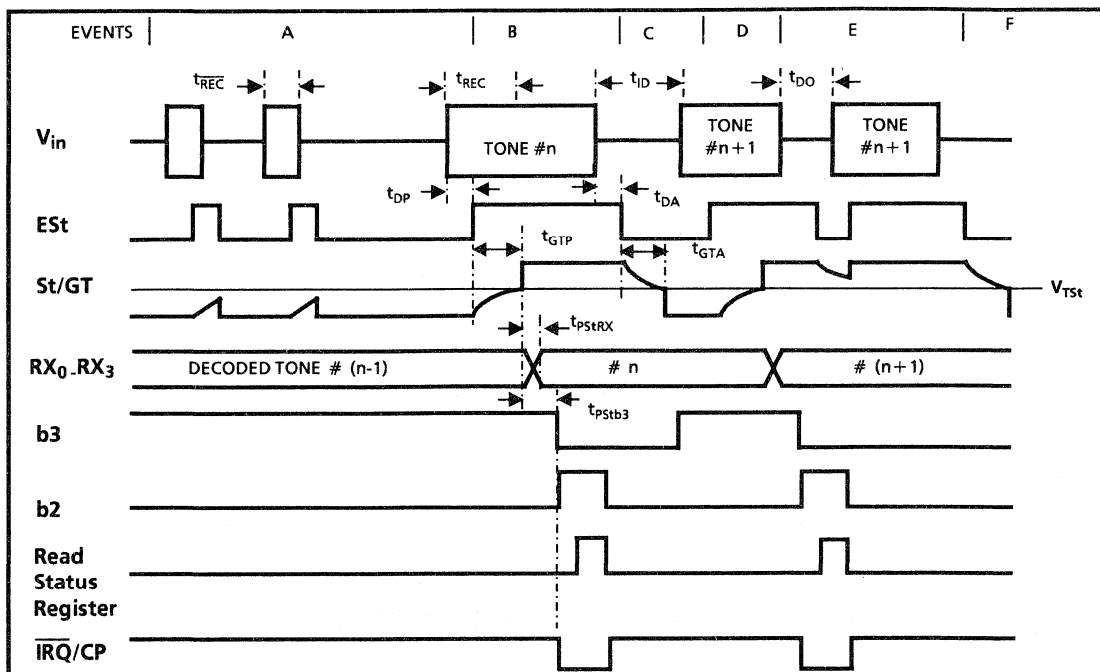 EVENTS A B C D E F
tREC tREC tID tDO
Vin TONE #n TONE #n+1 TONE #n+1
tDP tDA
ESt
tGTP tGTA
St/GT VTSt
tPStRX
RX0-RX3 DECODED TONE # (n-1) # n # (n+1)
tPStb3
b3
b2
Read
Status
Register
IRQ/CP